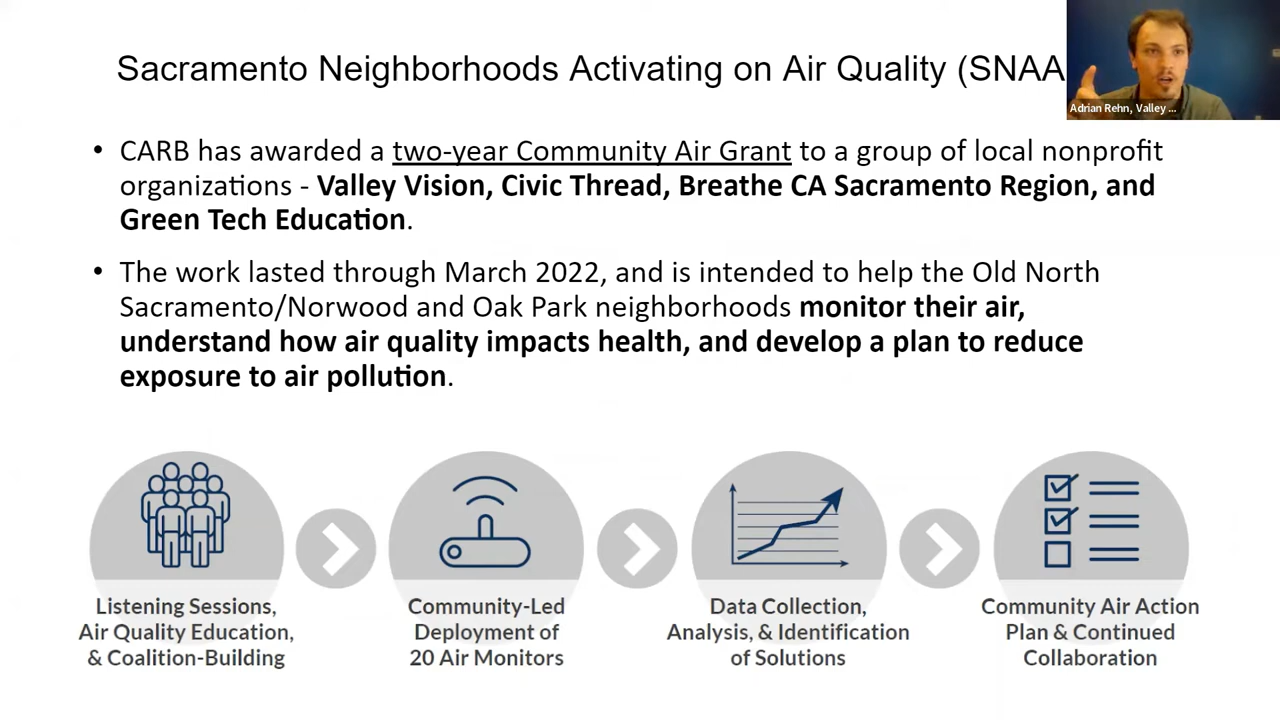 Sacramento Neighborhoods Activating on Air Quality (SNAA
Adrian Rehn, Valley ...
• CARB has awarded a two-year Community Air Grant to a group of local nonprofit
organizations - Valley Vision, Civic Thread, Breathe CA Sacramento Region, and
Green Tech Education.
• The work lasted through March 2022, and is intended to help the Old North
Sacramento/Norwood and Oak Park neighborhoods monitor their air,
understand how air quality impacts health, and develop a plan to reduce
exposure to air pollution.
Listening Sessions,
Air Quality Education,
& Coalition-Building
Community-Led
Deployment of
20 Air Monitors
Data Collection,
Analysis, & Identification
of Solutions
Community Air Action
Plan & Continued
Collaboration